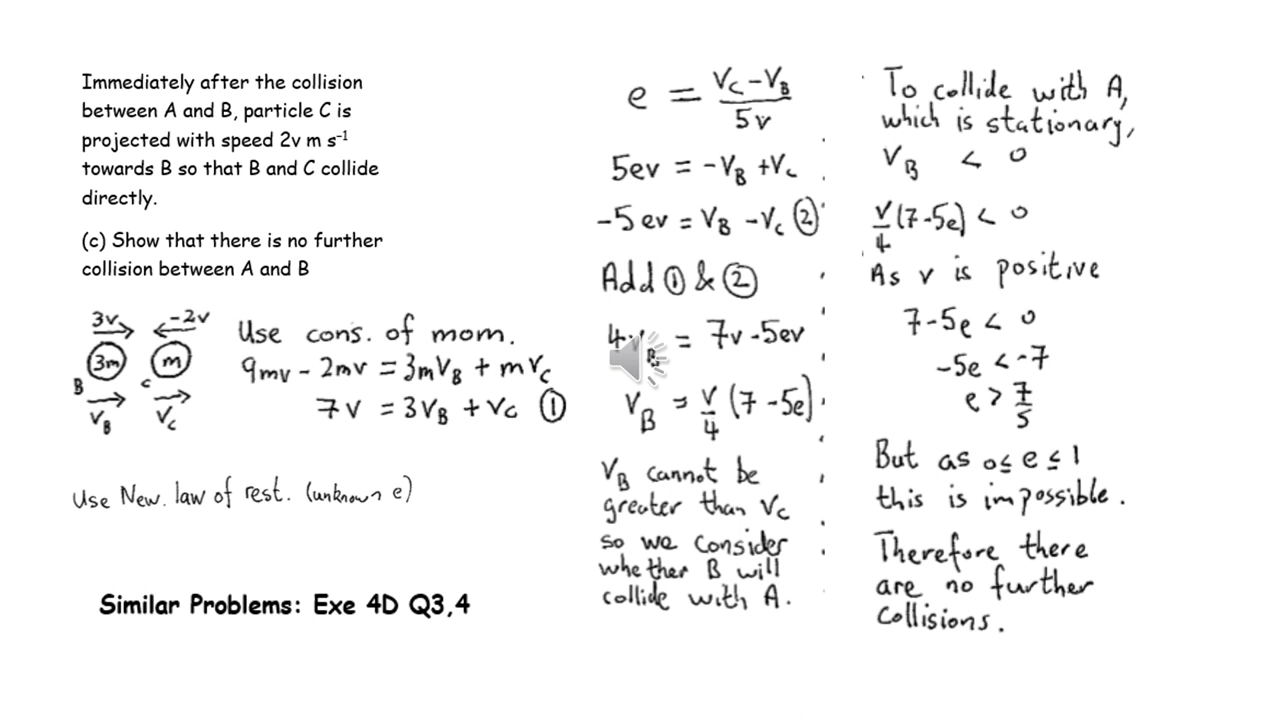 Immediately after the collision
between A and B, particle C is
projected with speed 2v m s⁻¹
towards B so that B and C collide
directly.
(c) Show that there is no further
collision between A and B
3v -2v
3m m
B C
V_B V_C
Use cons. of mom.
9mv - 2mv = 3mV_B + mV_C
7v = 3V_B + V_C ①
Use New. law of rest. (unknown e)
Similar Problems: Exe 4D Q3,4
e = (V_C - V_B)/5v
5ev = -V_B + V_C
-5ev = V_B - V_C ②
Add ① & ②
4V_B = 7v - 5ev
V_B = v/4 (7 - 5e)
V_B cannot be
greater than V_C
so we consider
whether B will
collide with A.
To collide with A,
which is stationary,
V_B < 0
v/4 (7-5e) < 0
As v is positive
7-5e < 0
-5e < -7
e > 7/5
But as 0 ≤ e ≤ 1
this is impossible.
Therefore there
are no further
collisions.